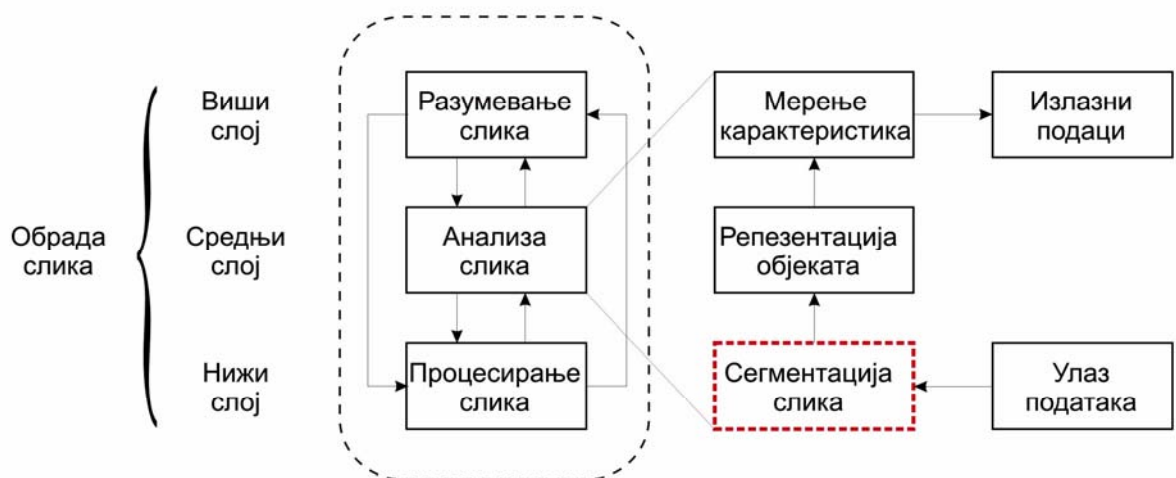 Обрада
слика
Виши
слој
Средњи
слој
Нижи
слој
Разумевање
слика
Анализа
слика
Процесирање
слика
Мерење
карактеристика
Репезентација
објеката
Сегментација
слика
Излазни
подаци
Улаз
података